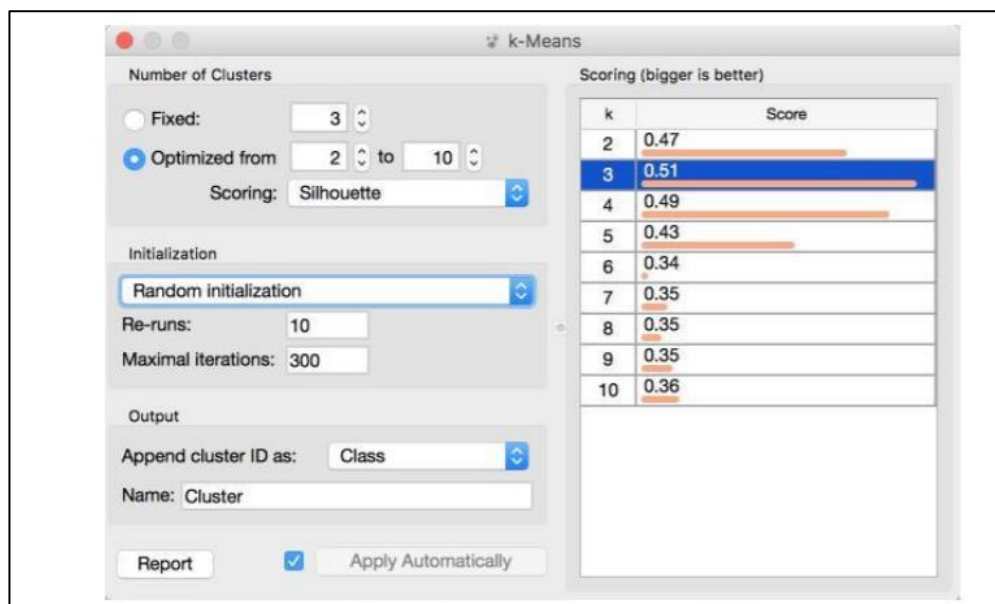 k-Means
Number of Clusters
Fixed: 3
Optimized from 2 to 10
Scoring: Silhouette
Initialization
Random initialization
Re-runs: 10
Maximal iterations: 300
Output
Append cluster ID as: Class
Name: Cluster
Report Apply Automatically
Scoring (bigger is better)
k Score
2 0.47
3 0.51
4 0.49
5 0.43
6 0.34
7 0.35
8 0.35
9 0.35
10 0.36